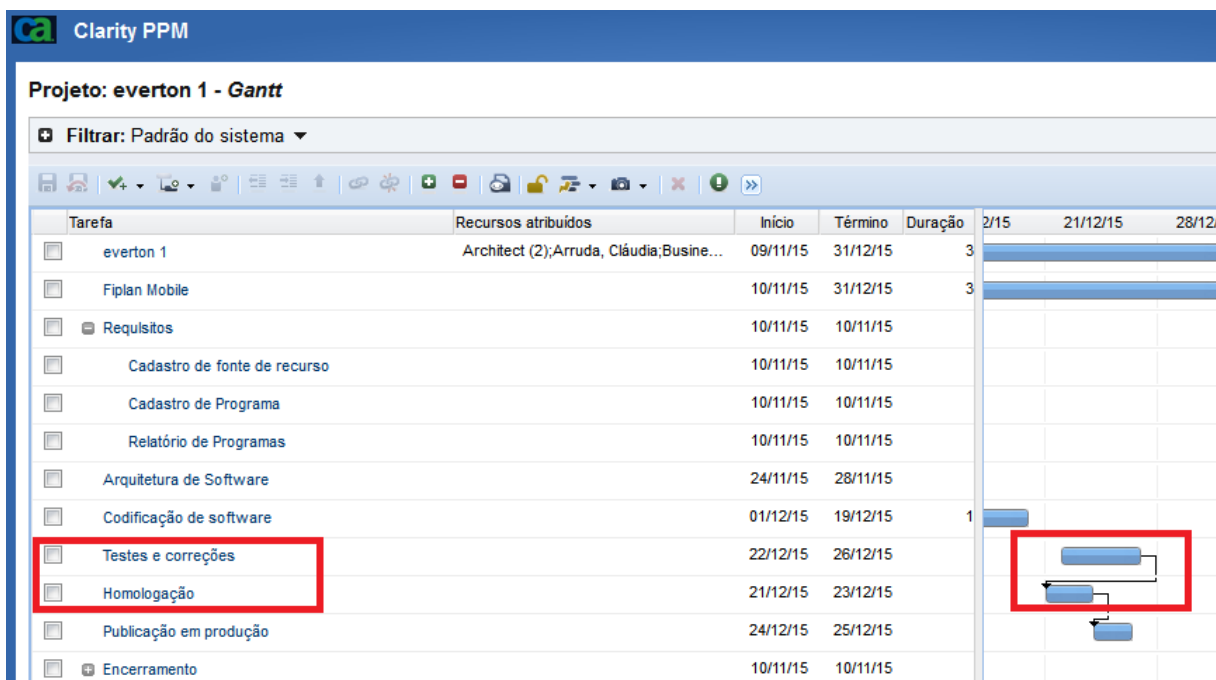 ca Clarity PPM
Projeto: everton 1 - Gantt
Filtrar: Padrão do sistema
Tarefa Recursos atribuídos Início Término Duração 2/15 21/12/15 28/12/
everton 1 Architect (2);Arruda, Cláudia;Busine... 09/11/15 31/12/15 3
Fiplan Mobile 10/11/15 31/12/15 3
Requlsitos 10/11/15 10/11/15
Cadastro de fonte de recurso 10/11/15 10/11/15
Cadastro de Programa 10/11/15 10/11/15
Relatório de Programas 10/11/15 10/11/15
Arquitetura de Software 24/11/15 28/11/15
Codificação de software 01/12/15 19/12/15 1
Testes e correções 22/12/15 26/12/15
Homologação 21/12/15 23/12/15
Publicação em produção 24/12/15 25/12/15
Encerramento 10/11/15 10/11/15